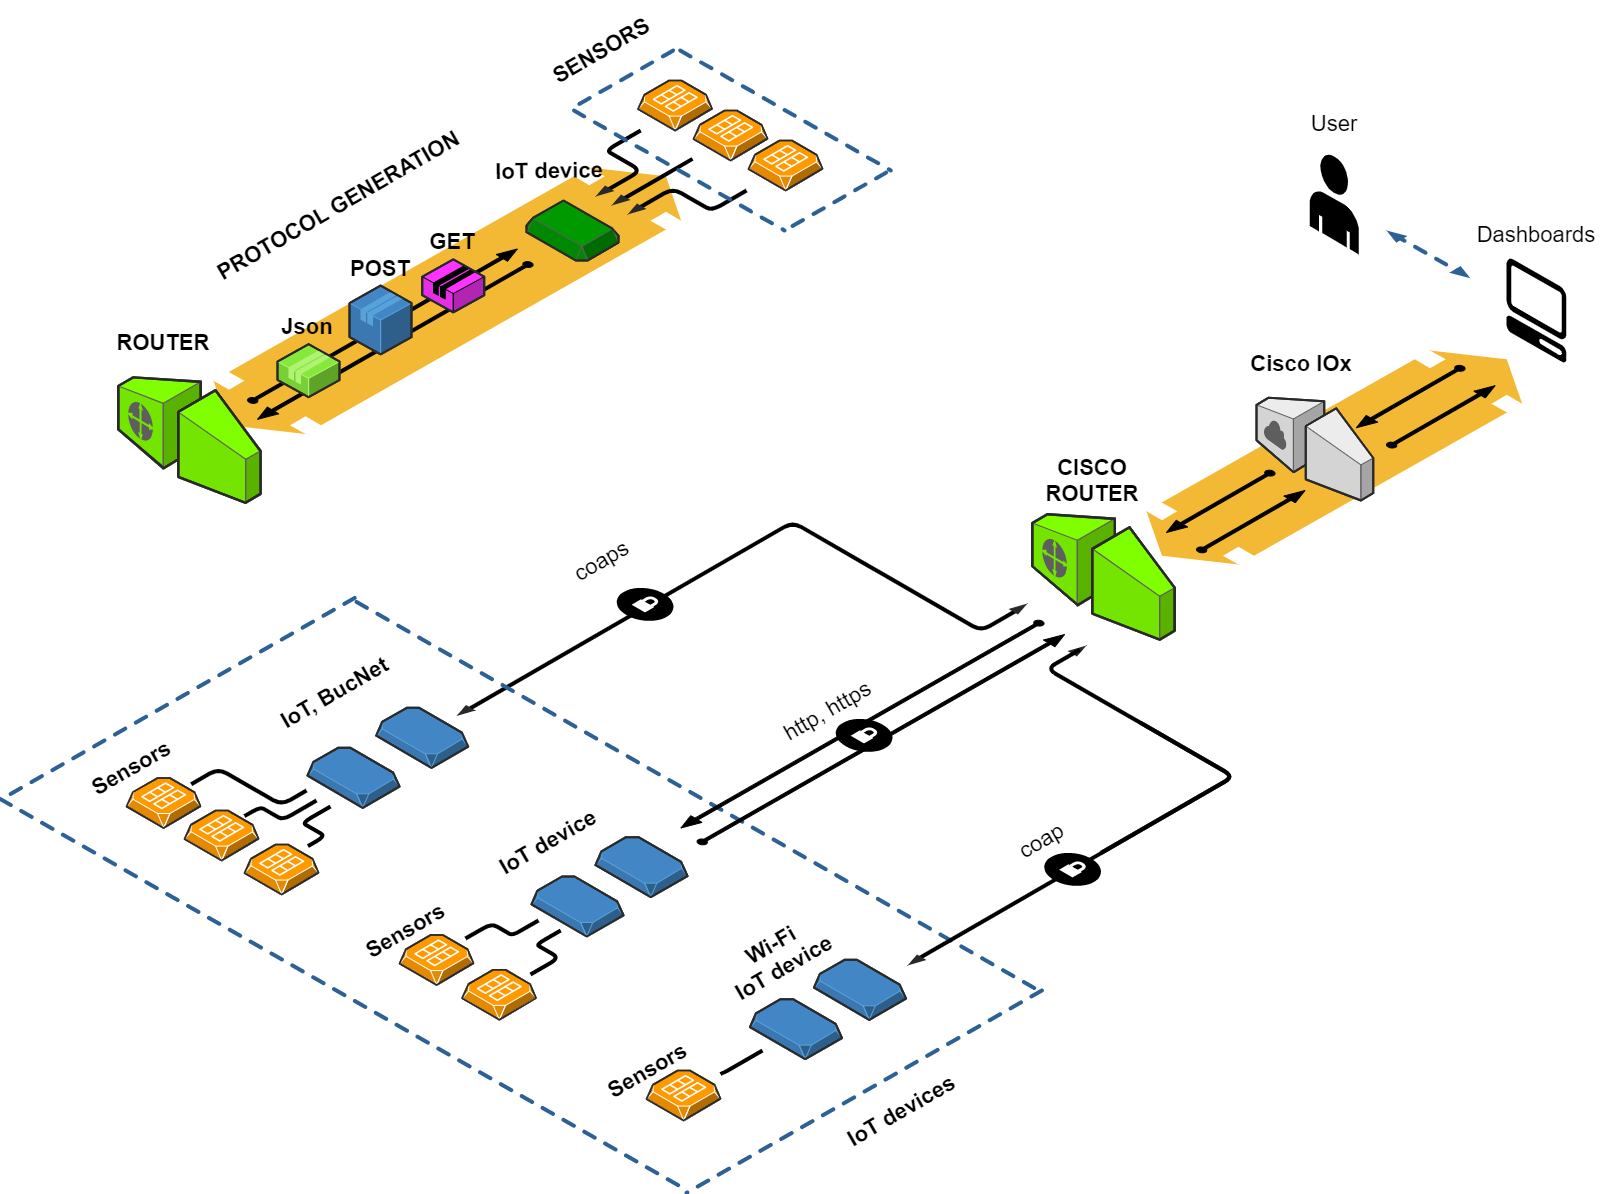 SENSORS
PROTOCOL GENERATION
IoT device
GET
POST
Json
ROUTER
User
Dashboards
Cisco IOx
CISCO
ROUTER
coaps
http, https
coap
IoT, BucNet
Sensors
IoT device
Sensors
Wi-Fi
IoT device
Sensors
IoT devices